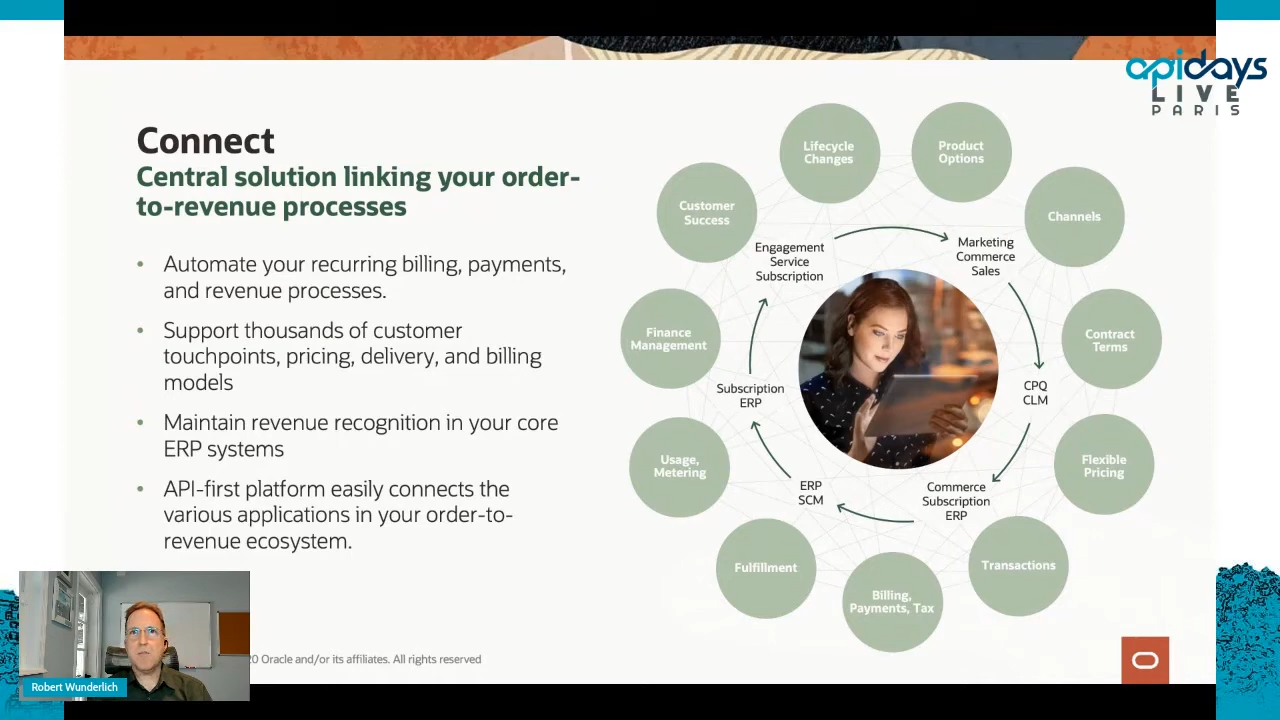 apidays
LIVE
PARIS
Connect
Central solution linking your order-
to-revenue processes
• Automate your recurring billing, payments,
and revenue processes.
• Support thousands of customer
touchpoints, pricing, delivery, and billing
models
• Maintain revenue recognition in your core
ERP systems
• API-first platform easily connects the
various applications in your order-to-
revenue ecosystem.
Lifecycle
Changes
Product
Options
Channels
Contract
Terms
Flexible
Pricing
Transactions
Billing,
Payments, Tax
Fulfillment
Usage,
Metering
Finance
Management
Customer
Success
Engagement
Service
Subscription
Marketing
Commerce
Sales
CPQ
CLM
Commerce
Subscription
ERP
ERP
SCM
Subscription
ERP
Oracle and/or its affiliates. All rights reserved
Robert Wunderlich